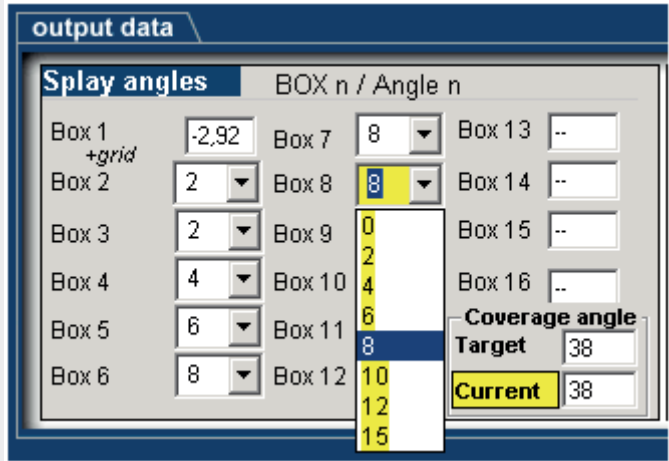 output data
Splay angles BOX n / Angle n
Box 1 -2,92
+grid
Box 2 2
Box 3 2
Box 4 4
Box 5 6
Box 6 8
Box 7 8
Box 8 8
Box 9
Box 10
Box 11
Box 12
0
2
4
6
8
10
12
15
Box 13 --
Box 14 --
Box 15 --
Box 16 --
Coverage angle
Target 38
Current 38